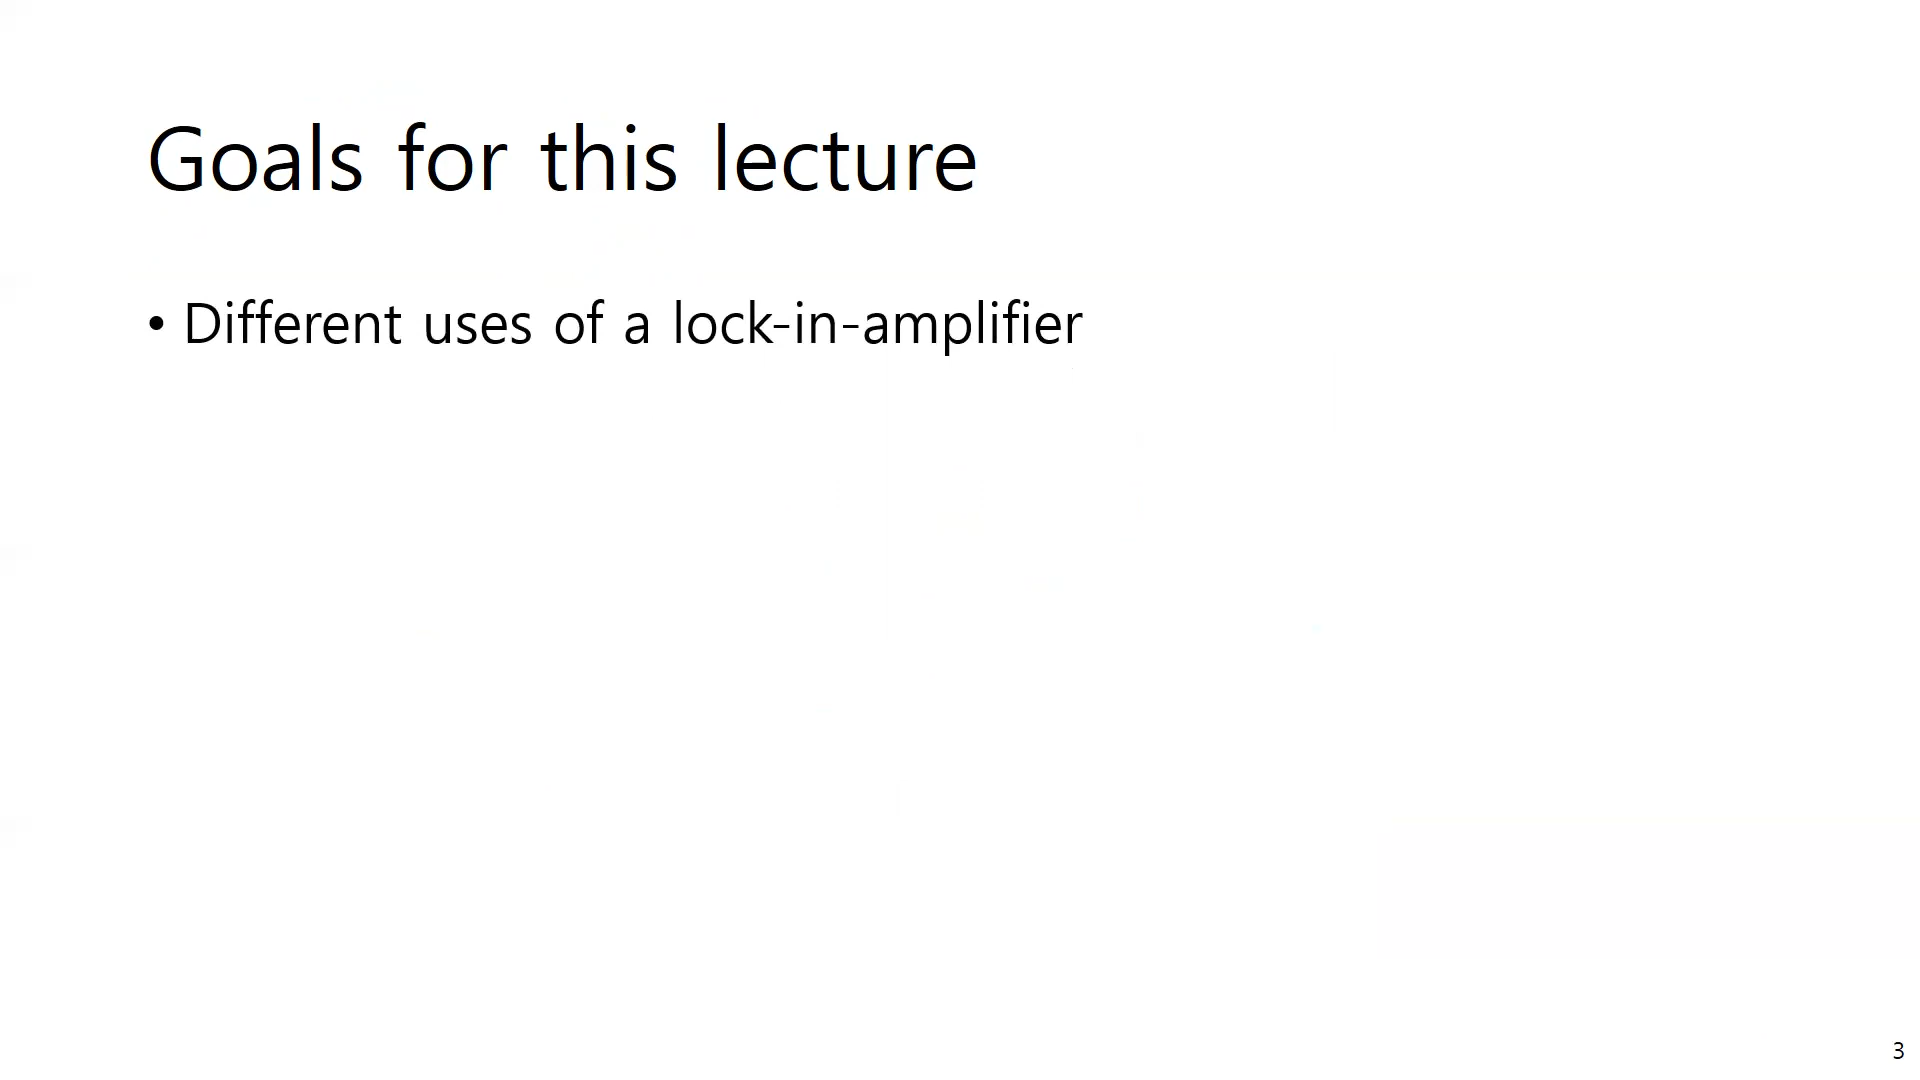 Goals for this lecture
• Different uses of a lock-in-amplifier
3